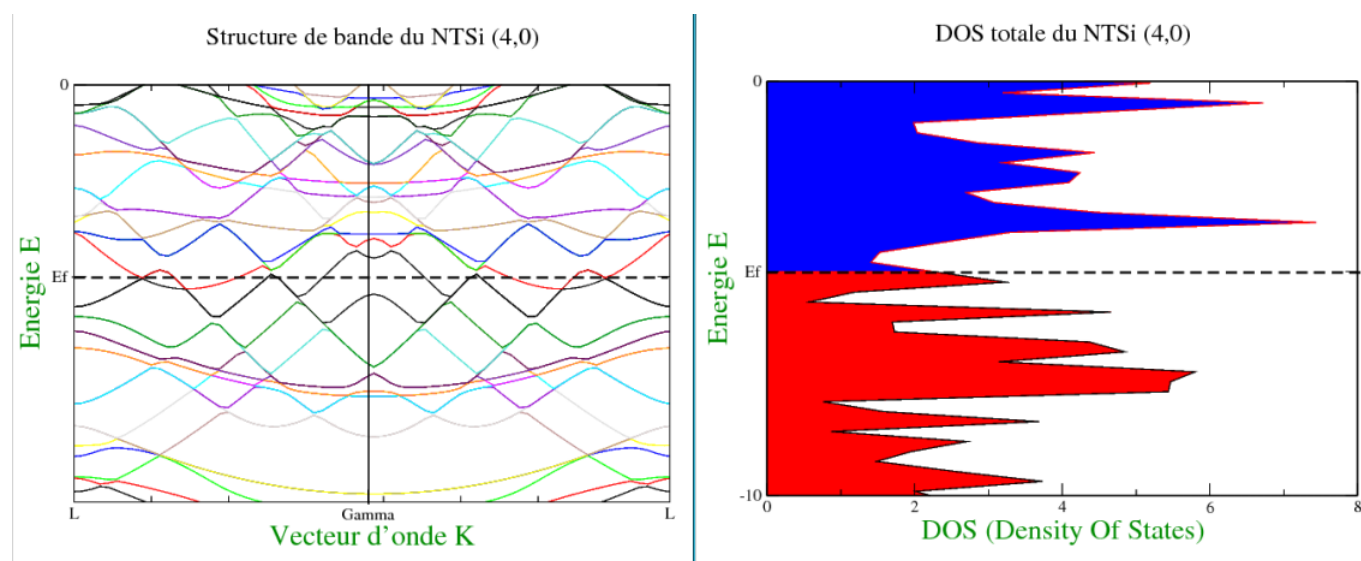 Structure de bande du NTSi (4,0)
0
Energie E
Ef
L
Gamma
L
Vecteur d'onde K
DOS totale du NTSi (4,0)
0
Energie E
Ef
-10
0
2
4
6
8
DOS (Density Of States)